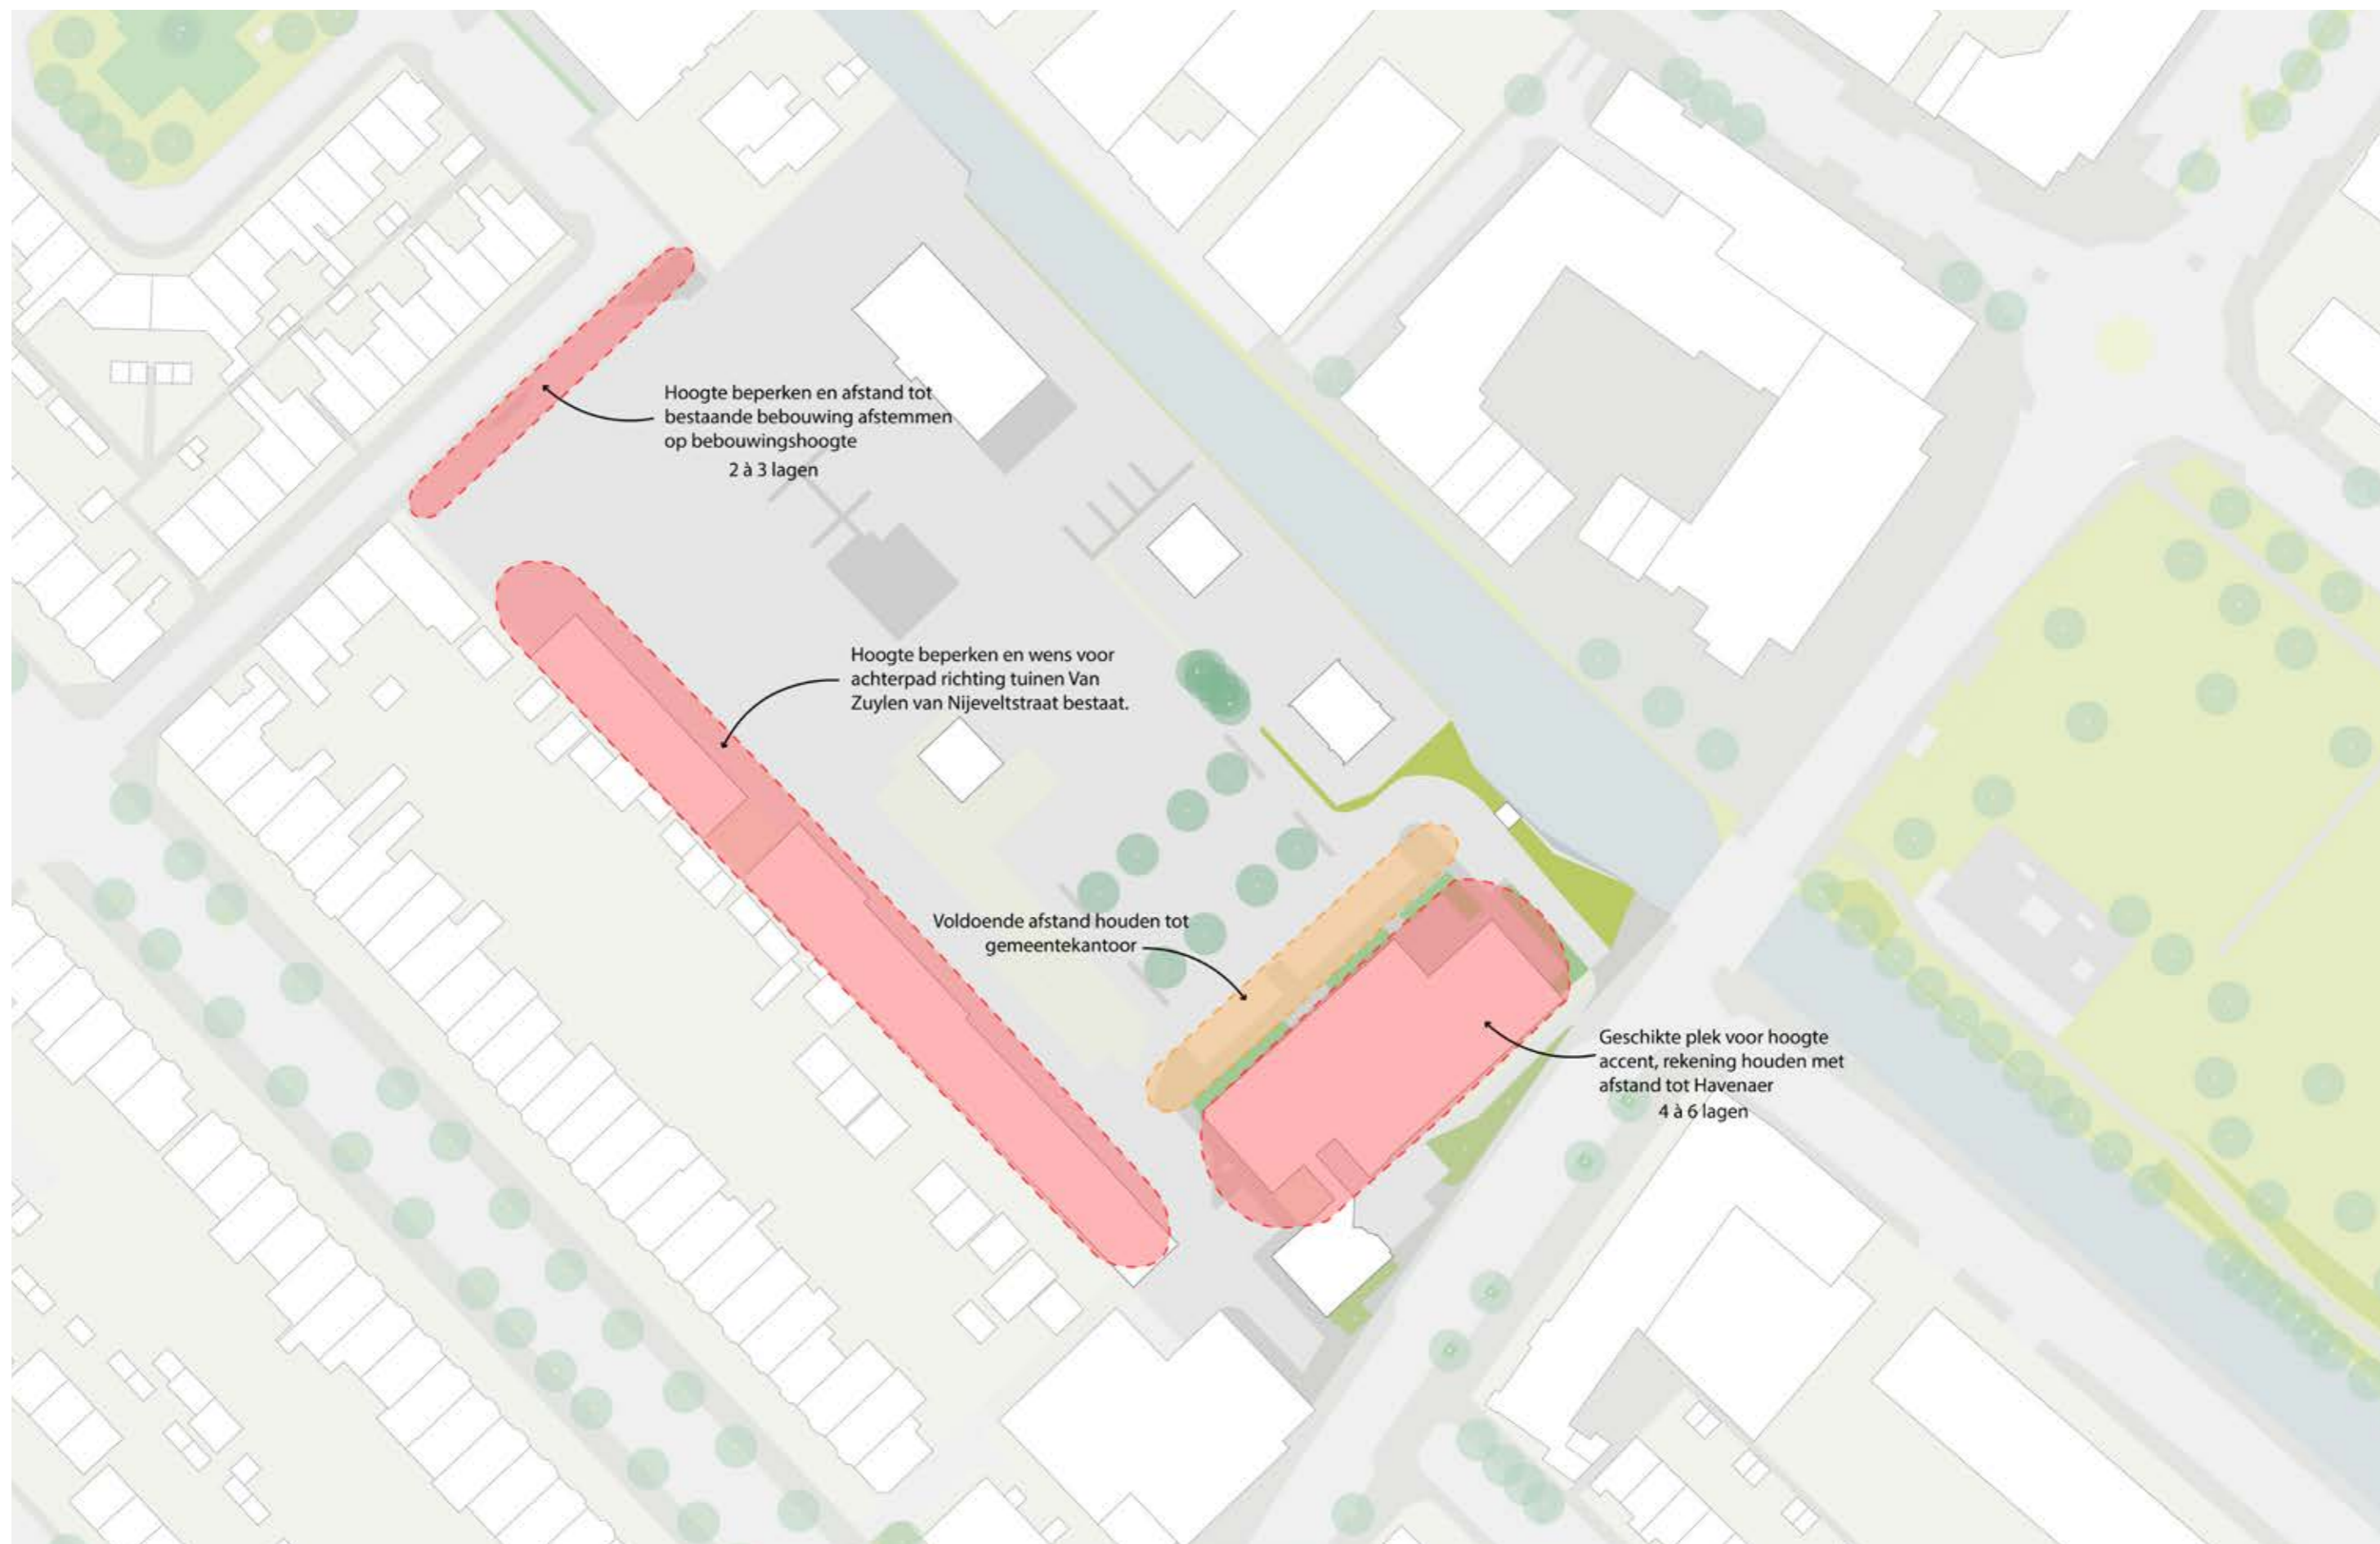 Hoogte beperken en afstand tot
bestaande bebouwing afstemmen
op bebouwingshoogte
2 à 3 lagen
Hoogte beperken en wens voor
achterpad richting tuinen Van
Zuylen van Nijeveltstraat bestaat.
Voldoende afstand houden tot
gemeentekantoor
Geschikte plek voor hoogte
accent, rekening houden met
afstand tot Havenaer
4 à 6 lagen